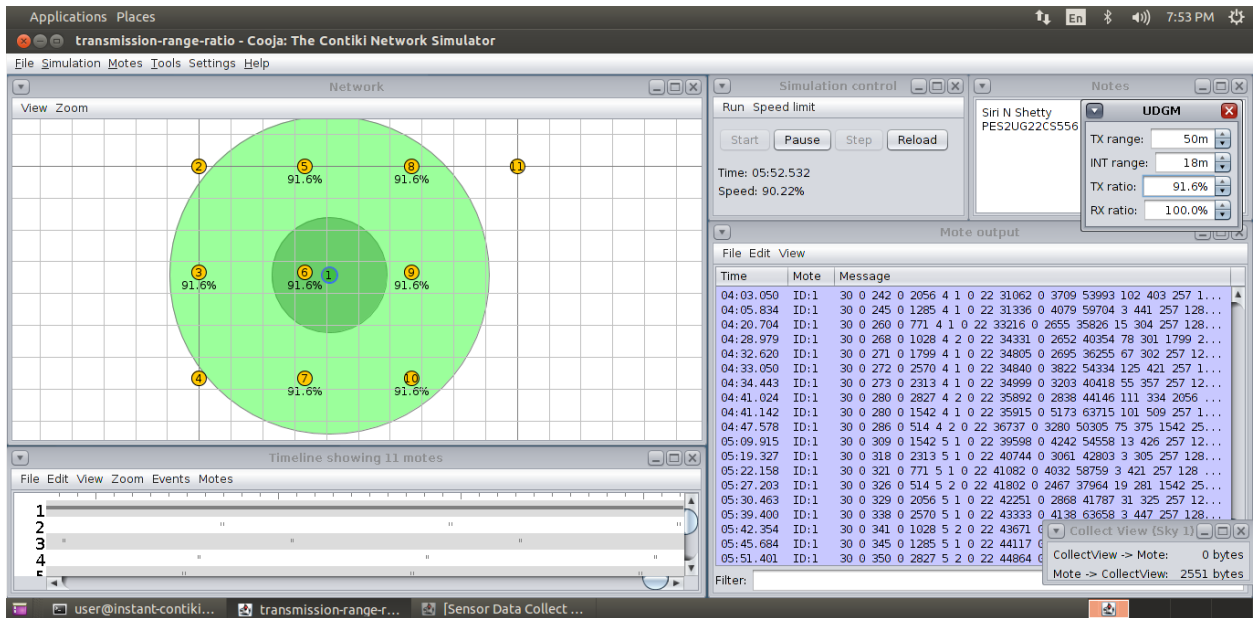 Applications Places
En
7:53 PM
transmission-range-ratio - Cooja: The Contiki Network Simulator
File Simulation Motes Tools Settings Help
Network
View Zoom
2
5
91.6%
8
91.6%
11
3
91.6%
6
91.6%
1
9
91.6%
4
7
91.6%
10
91.6%
Timeline showing 11 motes
File Edit View Zoom Events Motes
1
2
3
4
Simulation control
Run Speed limit
Start Pause Step Reload
Time: 05:52.532
Speed: 90.22%
Notes
Siri N Shetty
PES2UG22CS556
UDGM
TX range: 50m
INT range: 18m
TX ratio: 91.6%
RX ratio: 100.0%
Mote output
File Edit View
Time Mote Message
04:03.050 ID:1 30 0 242 0 2056 4 1 0 22 31062 0 3709 53993 102 403 257 1...
04:05.834 ID:1 30 0 245 0 1285 4 1 0 22 31336 0 4079 59704 3 441 257 128...
04:20.704 ID:1 30 0 260 0 771 4 1 0 22 33216 0 2655 35826 15 304 257 128...
04:28.979 ID:1 30 0 268 0 1028 4 2 0 22 34331 0 2652 40354 78 301 1799 2...
04:32.620 ID:1 30 0 271 0 1799 4 1 0 22 34805 0 2695 36255 67 302 257 12...
04:33.050 ID:1 30 0 272 0 2570 4 1 0 22 34840 0 3822 54334 125 421 257 1...
04:34.443 ID:1 30 0 273 0 2313 4 1 0 22 34999 0 3203 40418 55 357 257 12...
04:41.024 ID:1 30 0 280 0 2827 4 2 0 22 35892 0 2838 44146 111 334 2056 ...
04:41.142 ID:1 30 0 280 0 1542 4 1 0 22 35915 0 5173 63715 101 509 257 1...
04:47.578 ID:1 30 0 286 0 514 4 2 0 22 36737 0 3280 50305 75 375 1542 25...
05:09.915 ID:1 30 0 309 0 1542 5 1 0 22 39598 0 4242 54558 13 426 257 12...
05:19.327 ID:1 30 0 318 0 2313 5 1 0 22 40744 0 3061 42803 3 305 257 128...
05:22.158 ID:1 30 0 321 0 771 5 1 0 22 41082 0 4032 58759 3 421 257 128 ...
05:27.203 ID:1 30 0 326 0 514 5 2 0 22 41802 0 2467 37964 19 281 1542 25...
05:30.463 ID:1 30 0 329 0 2056 5 1 0 22 42251 0 2868 41787 31 325 257 12...
05:39.400 ID:1 30 0 338 0 2570 5 1 0 22 43333 0 4138 63658 3 447 257 128...
05:42.354 ID:1 30 0 341 0 1028 5 2 0 22 43671
05:45.684 ID:1 30 0 345 0 1285 5 1 0 22 44117
05:51.401 ID:1 30 0 350 0 2827 5 2 0 22 44864
Filter:
Collect View (Sky 1)
CollectView -> Mote: 0 bytes
Mote -> CollectView: 2551 bytes
user@instant-contiki...
transmission-range-r...
[Sensor Data Collect ...